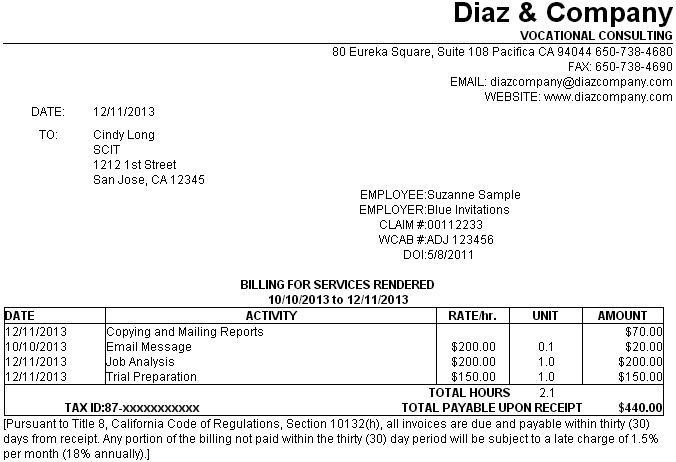 Diaz & Company
VOCATIONAL CONSULTING
80 Eureka Square, Suite 108 Pacifica CA 94044 650-738-4680
FAX: 650-738-4690
EMAIL: diazcompany@diazcompany.com
WEBSITE: www.diazcompany.com
DATE: 12/11/2013
TO: Cindy Long
SCIT
1212 1st Street
San Jose, CA 12345
EMPLOYEE:Suzanne Sample
EMPLOYER:Blue Invitations
CLAIM #:00112233
WCAB #:ADJ 123456
DOI:5/8/2011
BILLING FOR SERVICES RENDERED
10/10/2013 to 12/11/2013
DATE ACTIVITY RATE/hr. UNIT AMOUNT
12/11/2013 Copying and Mailing Reports $70.00
10/10/2013 Email Message $200.00 0.1 $20.00
12/11/2013 Job Analysis $200.00 1.0 $200.00
12/11/2013 Trial Preparation $150.00 1.0 $150.00
TOTAL HOURS 2.1
TAX ID:87-xxxxxxxxxxx TOTAL PAYABLE UPON RECEIPT $440.00
[Pursuant to Title 8, California Code of Regulations, Section 10132(h), all invoices are due and payable within thirty (30)
days from receipt. Any portion of the billing not paid within the thirty (30) day period will be subject to a late charge of 1.5%
per month (18% annually).]